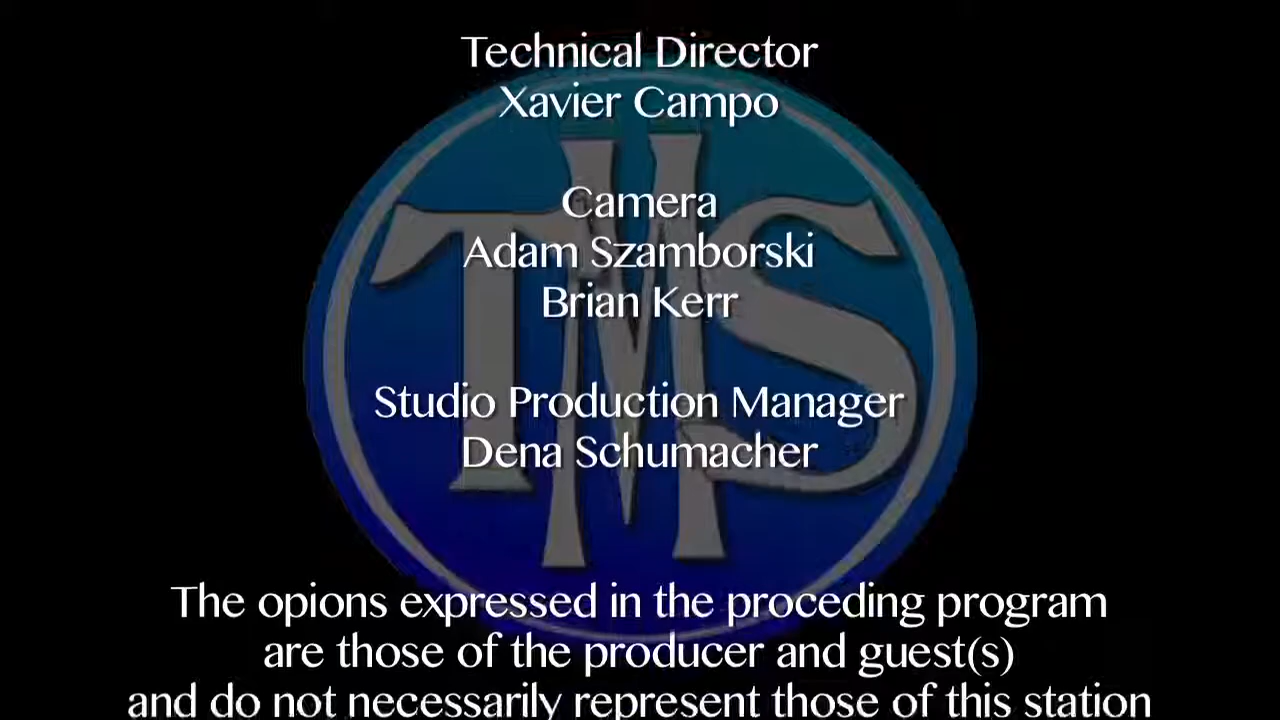 Technical Director
Xavier Campo
Camera
Adam Szamborski
Brian Kerr
Studio Production Manager
Dena Schumacher
TMS
The opions expressed in the proceding program
are those of the producer and guest(s)
and do not necessarily represent those of this station